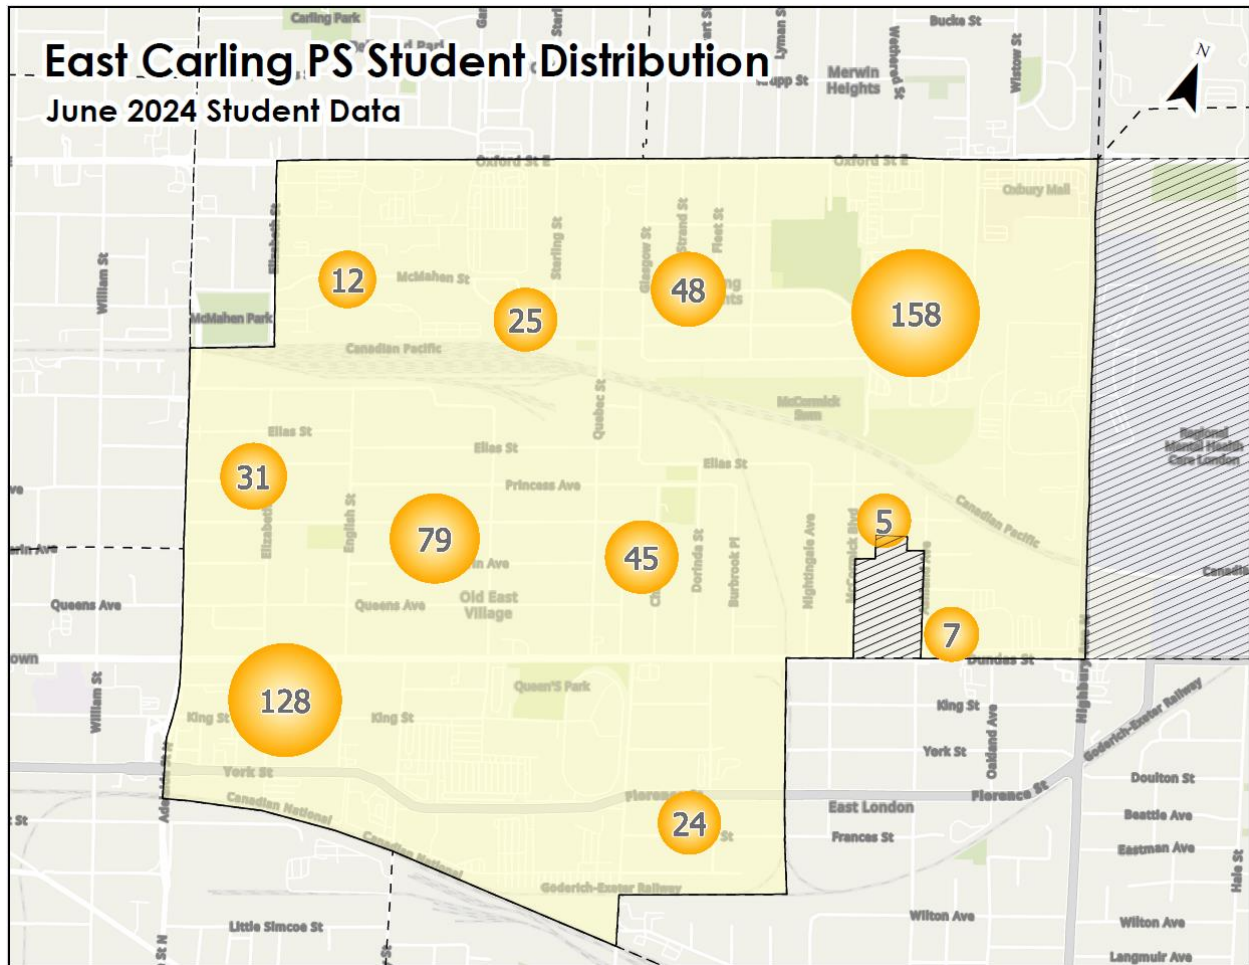 Carling Park
Bucke St
Lyman St
Wistow St
East Carling PS Student Distribution
Merwin
Heights
N
June 2024 Student Data
Oxford St E
Oxford St E
Oxbury Mall
Elizabeth St
Sterling St
Glasgow St
Strand St
Fleet St
William St
12
McMahen St
25
48
158
McMahen Park
Canadian Pacific
Quebec St
McCormick
Elias St
Elias St
Elias St
Regional
Mental Health
Care London
31
Princess Ave
English St
79
45
5
Canadian Pacific
Dorinda St
Burbrook Pl
Nightingale Ave
McCormick Blvd
Queens Ave
Queens Ave
Old East
Village
7
Dundas St
William St
128
Queen'S Park
King St
King St
King St
York St
Oakland Ave
Goderich-Exeter Railway
York St
Florence St
Doulton St
Canadian National
24
East London
Beattie Ave
Frances St
Eastman Ave
Canadian National
Hale St
Goderich-Exeter Railway
Little Simcoe St
Wilton Ave
Wilton Ave
Langmuir Ave